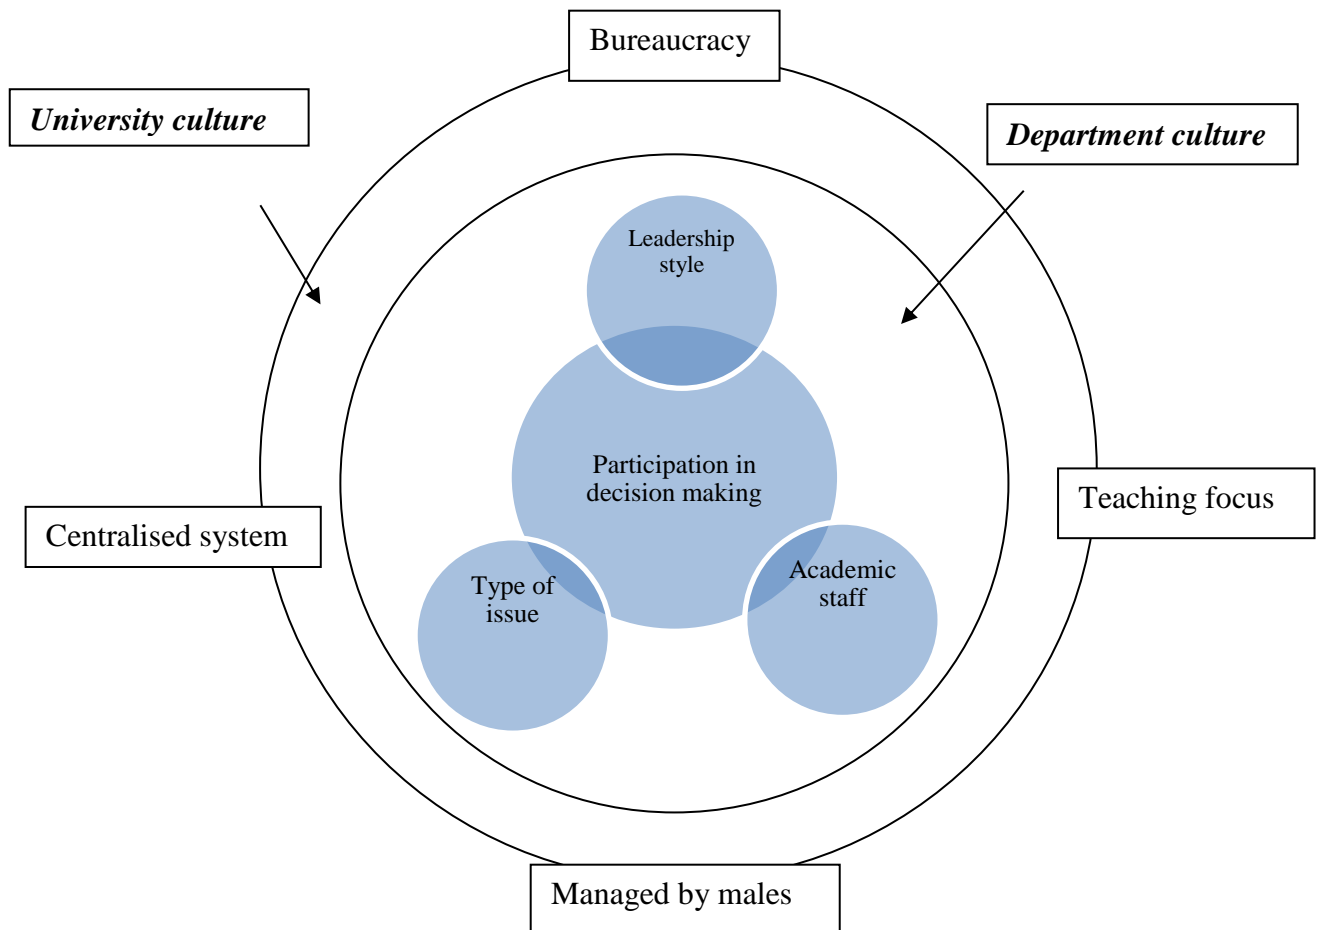 Bureaucracy
University culture
Department culture
Leadership
style
Participation in
decision making
Centralised system
Teaching focus
Type of
issue
Academic
staff
Managed by males